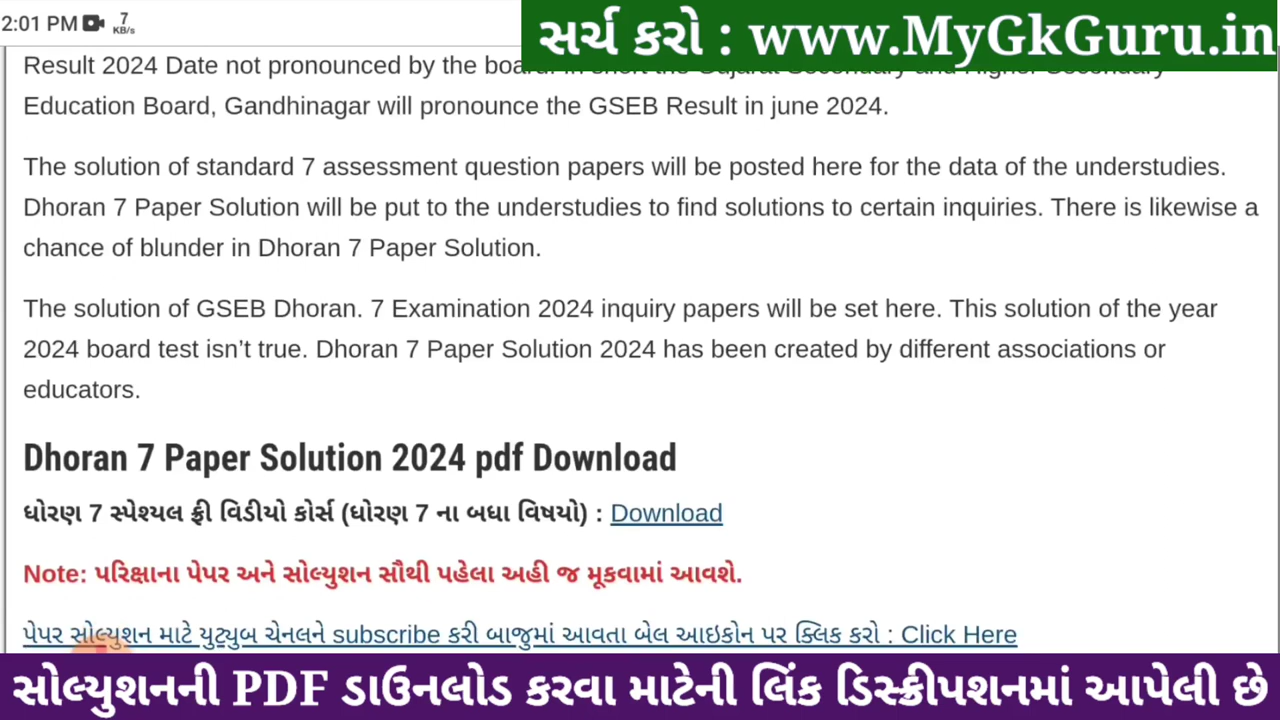 2:01 PM 7 KB/s
સર્ચ કરો : www.MyGkGuru.in
Result 2024 Date not pronounced by the board. In short the Gujarat Secondary and Higher Secondary
Education Board, Gandhinagar will pronounce the GSEB Result in june 2024.
The solution of standard 7 assessment question papers will be posted here for the data of the understudies.
Dhoran 7 Paper Solution will be put to the understudies to find solutions to certain inquiries. There is likewise a
chance of blunder in Dhoran 7 Paper Solution.
The solution of GSEB Dhoran. 7 Examination 2024 inquiry papers will be set here. This solution of the year
2024 board test isn’t true. Dhoran 7 Paper Solution 2024 has been created by different associations or
educators.
Dhoran 7 Paper Solution 2024 pdf Download
ધોરણ 7 સ્પેશ્યલ ફ્રી વિડીયો કોર્સ (ધોરણ 7 ના બધા વિષયો) : Download
Note: પરિક્ષાના પેપર અને સોલ્યુશન સૌથી પહેલા અહી જ મૂકવામાં આવશે.
પેપર સોલ્યુશન માટે યુટ્યુબ ચેનલને subscribe કરી બાજુમાં આવતા બેલ આઇકોન પર ક્લિક કરો : Click Here
સોલ્યુશનની PDF ડાઉનલોડ કરવા માટેની લિંક ડિસ્ક્રીપશનમાં આપેલી છે